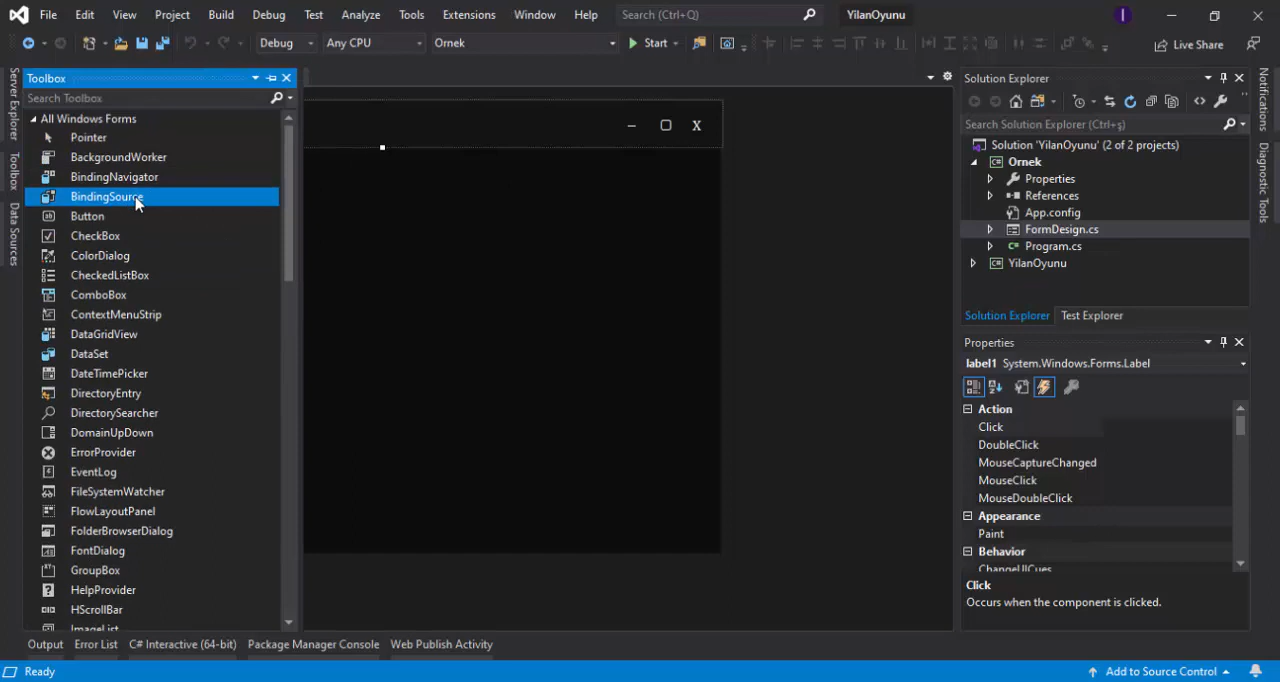 File Edit View Project Build Debug Test Analyze Tools Extensions Window Help Search (Ctrl+Q) YilanOyunu
Debug Any CPU Ornek Start Live Share
Server Explorer
Toolbox
Data Sources
Toolbox
Search Toolbox
All Windows Forms
Pointer
BackgroundWorker
BindingNavigator
BindingSource
Button
CheckBox
ColorDialog
CheckedListBox
ComboBox
ContextMenuStrip
DataGridView
DataSet
DateTimePicker
DirectoryEntry
DirectorySearcher
DomainUpDown
ErrorProvider
EventLog
FileSystemWatcher
FlowLayoutPanel
FolderBrowserDialog
FontDialog
GroupBox
HelpProvider
HScrollBar
ImageList
X
Solution Explorer
Search Solution Explorer (Ctrl+ş)
Solution 'YilanOyunu' (2 of 2 projects)
Ornek
Properties
References
App.config
FormDesign.cs
Program.cs
YilanOyunu
Solution Explorer Test Explorer
Properties
label1 System.Windows.Forms.Label
Action
Click
DoubleClick
MouseCaptureChanged
MouseClick
MouseDoubleClick
Appearance
Paint
Behavior
ChangeUICues
Click
Occurs when the component is clicked.
Notifications
Diagnostic Tools
Output Error List C# Interactive (64-bit) Package Manager Console Web Publish Activity
Ready Add to Source Control